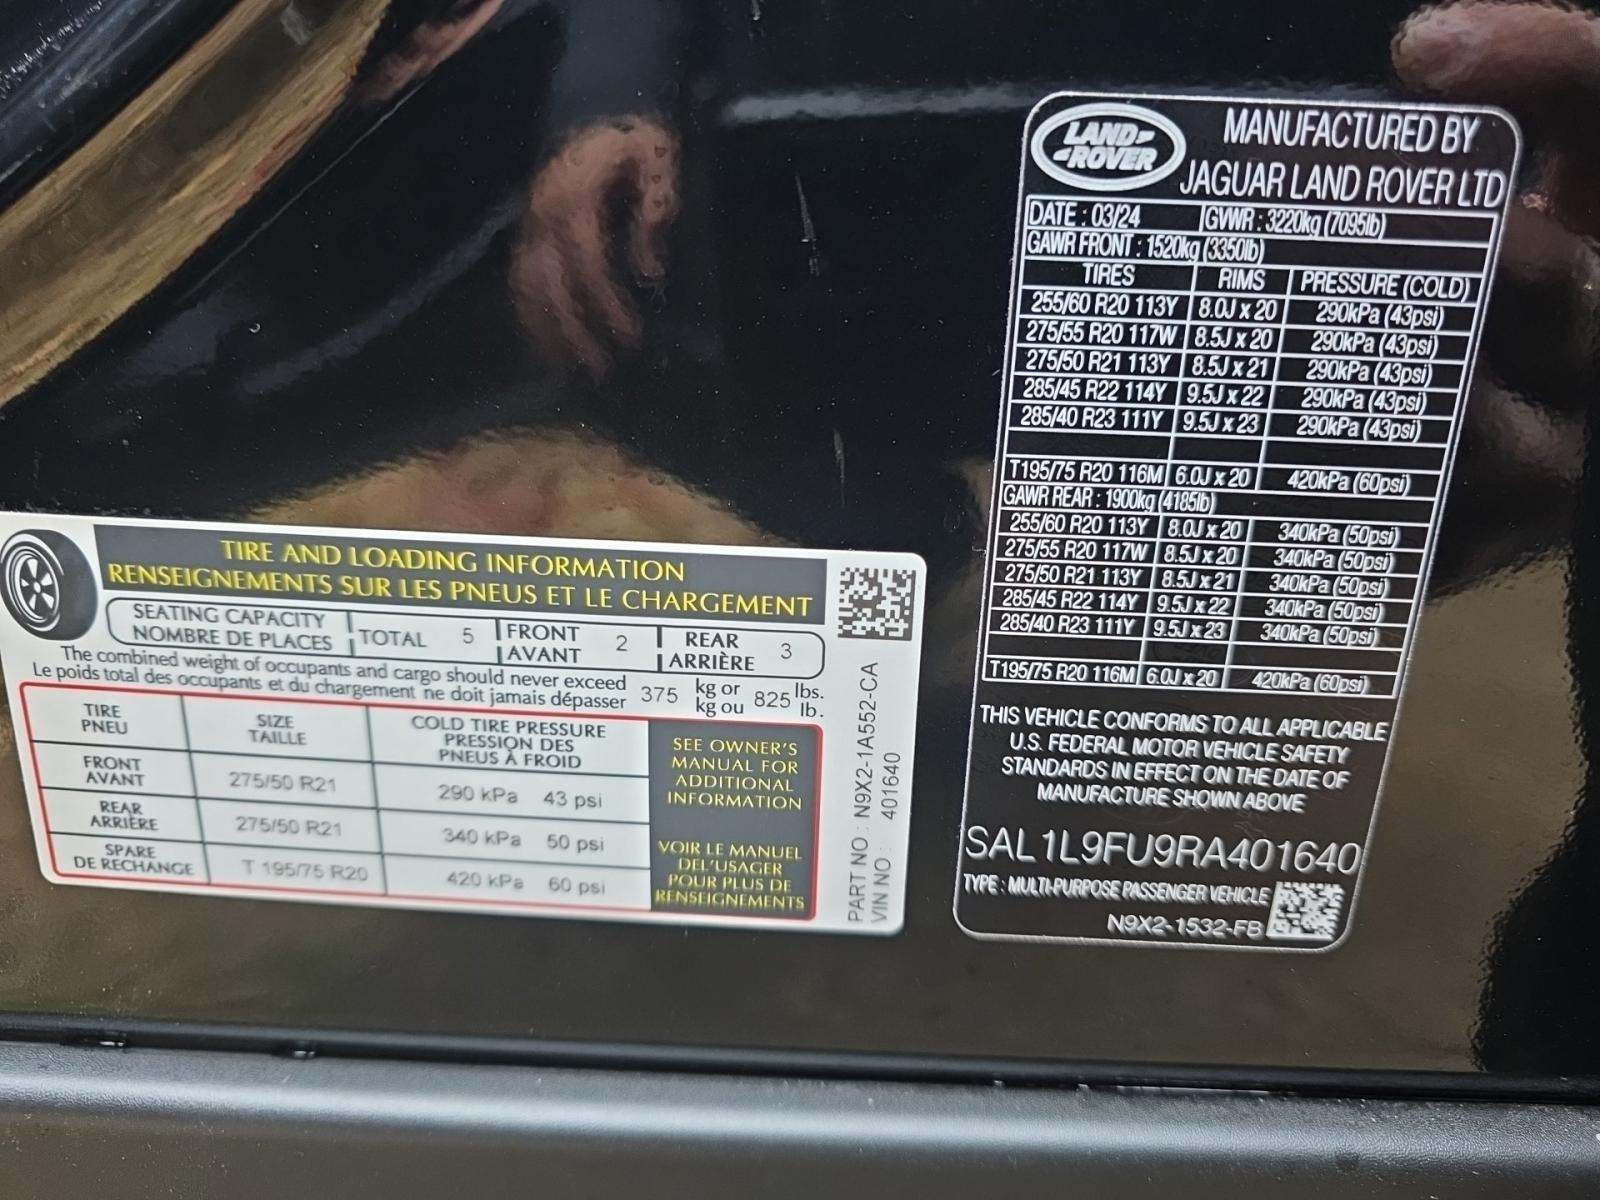 TIRE AND LOADING INFORMATION
RENSEIGNEMENTS SUR LES PNEUS ET LE CHARGEMENT
SEATING CAPACITY
NOMBRE DE PLACES
TOTAL 5
FRONT
AVANT
2
REAR
ARRIÈRE
3
The combined weight of occupants and cargo should never exceed
Le poids total des occupants et du chargement ne doit jamais dépasser
375
kg or
kg ou
825
lbs.
lb.
TIRE
PNEU
SIZE
TAILLE
COLD TIRE PRESSURE
PRESSION DES
PNEUS À FROID
FRONT
AVANT
275/50 R21
290 kPa 43 psi
REAR
ARRIÈRE
275/50 R21
340 kPa 50 psi
SPARE
DE RECHANGE
T 195/75 R20
420 kPa 60 psi
SEE OWNER'S
MANUAL FOR
ADDITIONAL
INFORMATION
VOIR LE MANUEL
DEL'USAGER
POUR PLUS DE
RENSEIGNEMENTS
PART NO : N9X2-1A552-CA
VIN NO : 401640
LAND
ROVER
MANUFACTURED BY
JAGUAR LAND ROVER LTD
DATE : 03/24 GVWR : 3220kg (7095lb)
GAWR FRONT : 1520kg (3350lb)
TIRES RIMS PRESSURE (COLD)
255/60 R20 113Y 8.0J x 20 290kPa (43psi)
275/55 R20 117W 8.5J x 20 290kPa (43psi)
275/50 R21 113Y 8.5J x 21 290kPa (43psi)
285/45 R22 114Y 9.5J x 22 290kPa (43psi)
285/40 R23 111Y 9.5J x 23 290kPa (43psi)
T195/75 R20 116M 6.0J x 20 420kPa (60psi)
GAWR REAR : 1900kg (4185lb)
255/60 R20 113Y 8.0J x 20 340kPa (50psi)
275/55 R20 117W 8.5J x 20 340kPa (50psi)
275/50 R21 113Y 8.5J x 21 340kPa (50psi)
285/45 R22 114Y 9.5J x 22 340kPa (50psi)
285/40 R23 111Y 9.5J x 23 340kPa (50psi)
T195/75 R20 116M 6.0J x 20 420kPa (60psi)
THIS VEHICLE CONFORMS TO ALL APPLICABLE
U.S. FEDERAL MOTOR VEHICLE SAFETY
STANDARDS IN EFFECT ON THE DATE OF
MANUFACTURE SHOWN ABOVE
SAL1L9FU9RA401640
TYPE : MULTI-PURPOSE PASSENGER VEHICLE
N9X2-1532-FB